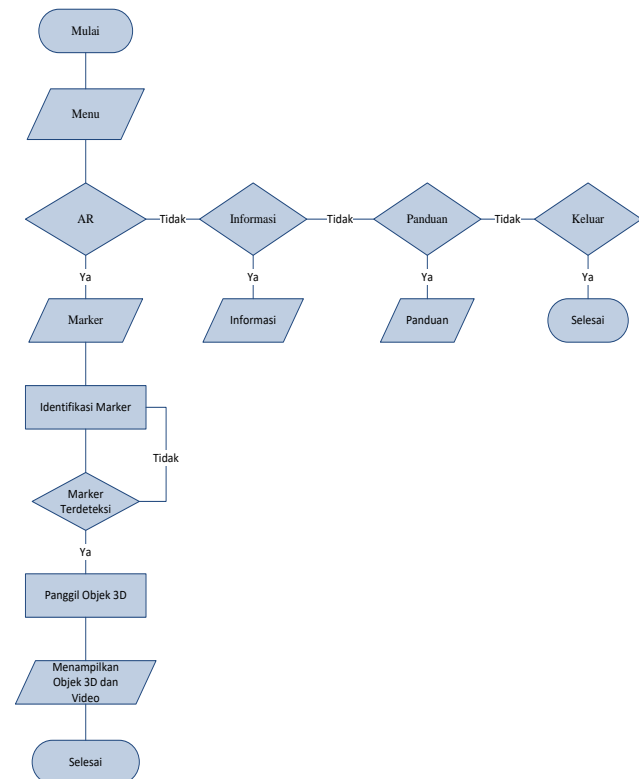 Mulai
Menu
AR
Tidak
Informasi
Tidak
Panduan
Tidak
Keluar
Ya
Ya
Ya
Ya
Marker
Informasi
Panduan
Selesai
Identifikasi Marker
Tidak
Marker
Terdeteksi
Ya
Panggil Objek 3D
Menampilkan
Objek 3D dan
Video
Selesai